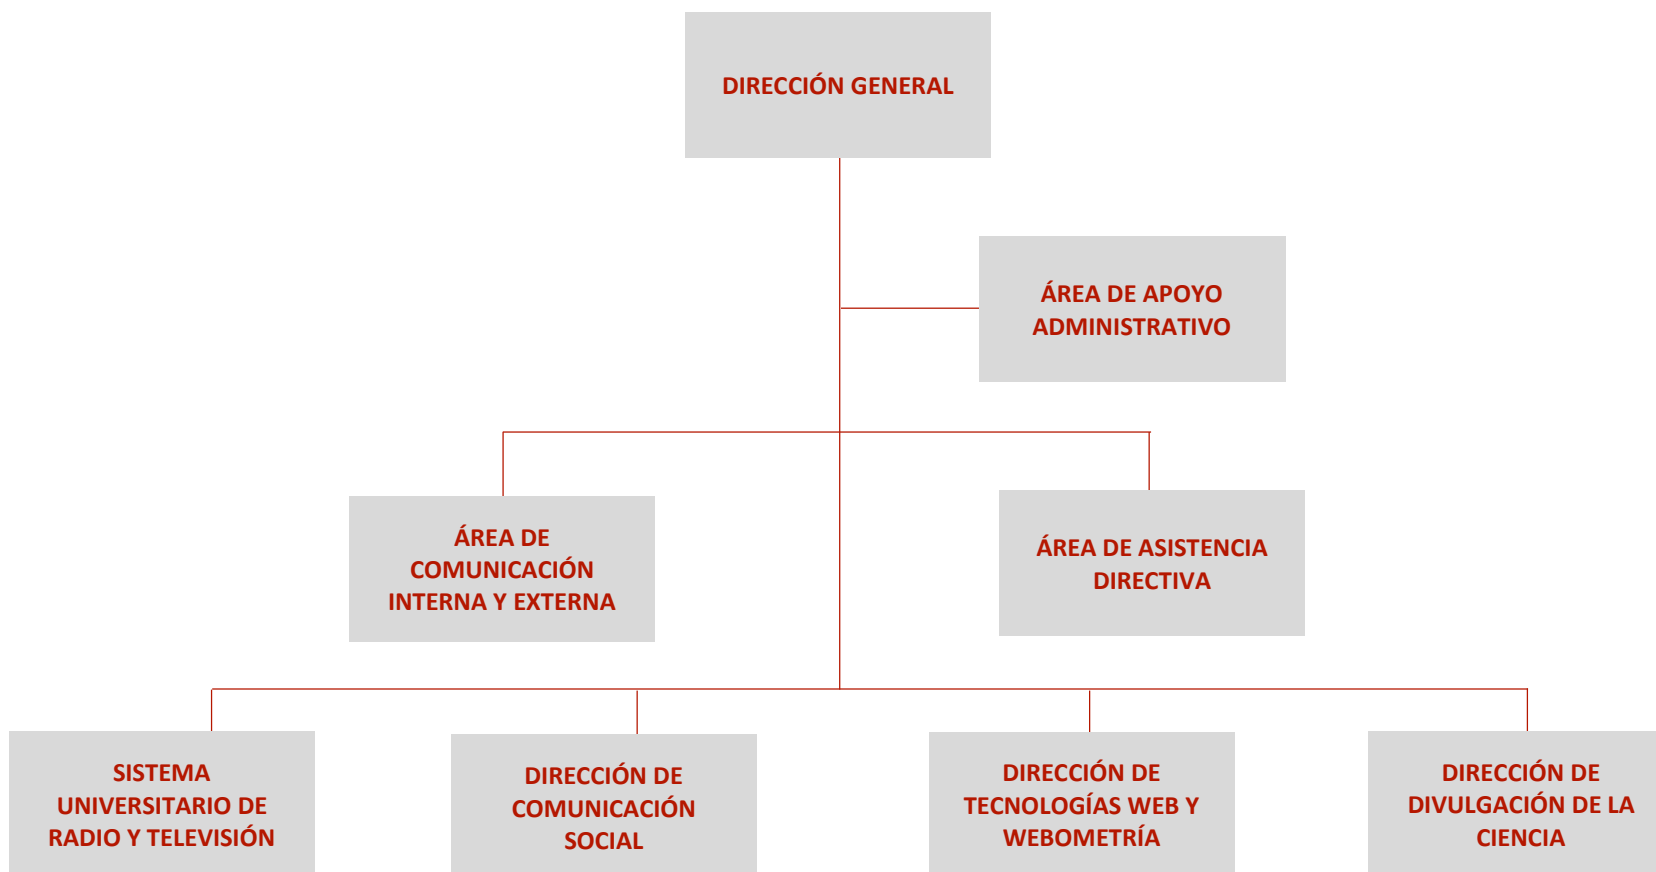 DIRECCIÓN GENERAL
ÁREA DE APOYO
ADMINISTRATIVO
ÁREA DE
COMUNICACIÓN
INTERNA Y EXTERNA
ÁREA DE ASISTENCIA
DIRECTIVA
SISTEMA
UNIVERSITARIO DE
RADIO Y TELEVISIÓN
DIRECCIÓN DE
COMUNICACIÓN
SOCIAL
DIRECCIÓN DE
TECNOLOGÍAS WEB Y
WEBOMETRÍA
DIRECCIÓN DE
DIVULGACIÓN DE LA
CIENCIA